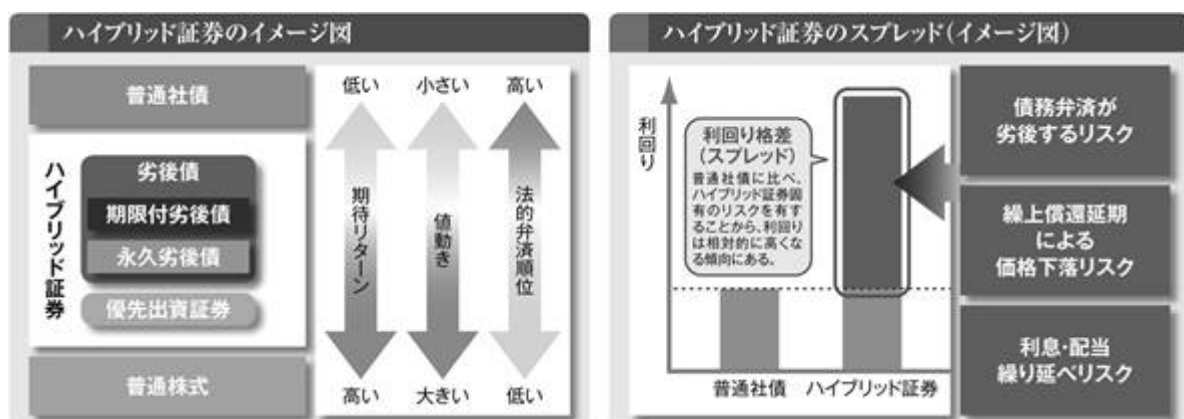 ハイブリッド証券のイメージ図
普通社債
ハイブリッド証券
劣後債
期限付劣後債
永久劣後債
優先出資証券
普通株式
低い
小さい
高い
期待リターン
値動き
法的弁済順位
高い
大きい
低い
ハイブリッド証券のスプレッド(イメージ図)
利回り
利回り格差
(スプレッド)
普通社債に比べ、
ハイブリッド証券固
有のリスクを有す
ることから、利回り
は相対的に高くな
る傾向にある。
普通社債
ハイブリッド証券
債務弁済が
劣後するリスク
繰上償還延期
による
価格下落リスク
利息・配当
繰り延べリスク